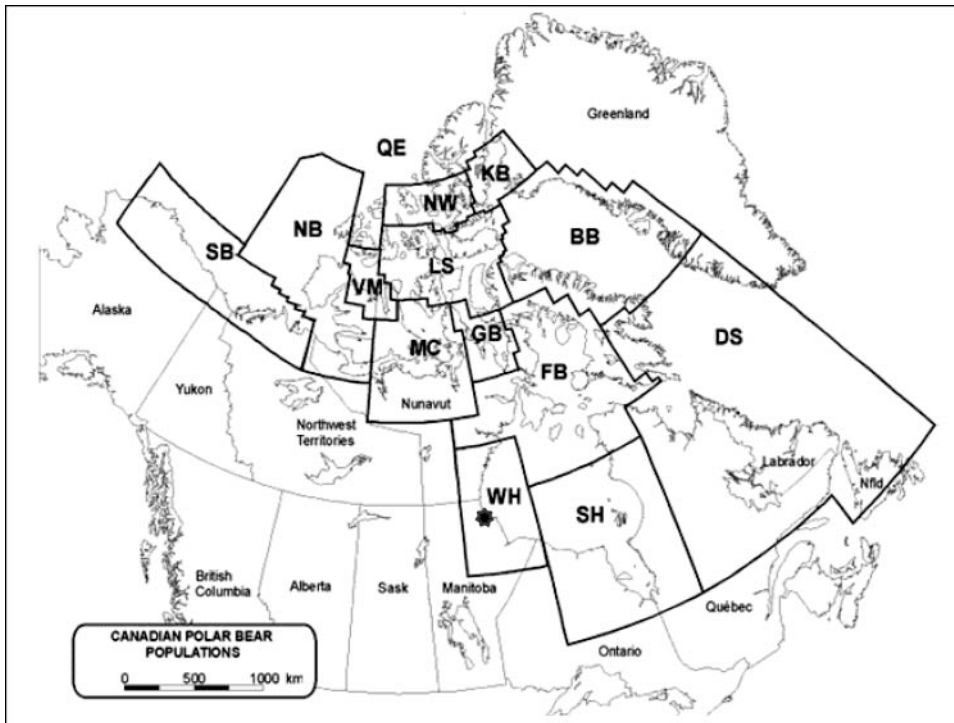 Greenland
QE
KB
NW
NB
BB
SB
LS
VM
Alaska
DS
MC
GB
FB
Yukon
Nunavut
Northwest
Territories
Labrador
Nfld
WH
SH
British
Columbia
Alberta
Sask
Manitoba
Québec
Ontario
CANADIAN POLAR BEAR
POPULATIONS
0 500 1000 km